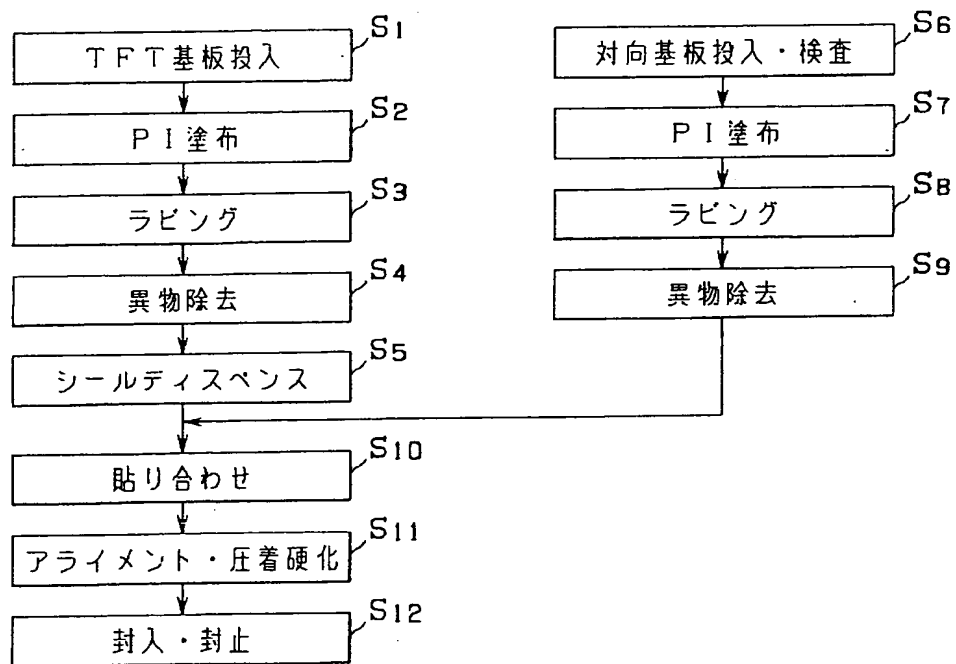 S1
TFT基板投入
S2
PI塗布
S3
ラビング
S4
異物除去
S5
シールディスペンス
S6
対向基板投入・検査
S7
PI塗布
S8
ラビング
S9
異物除去
S10
貼り合わせ
S11
アライメント・圧着硬化
S12
封入・封止